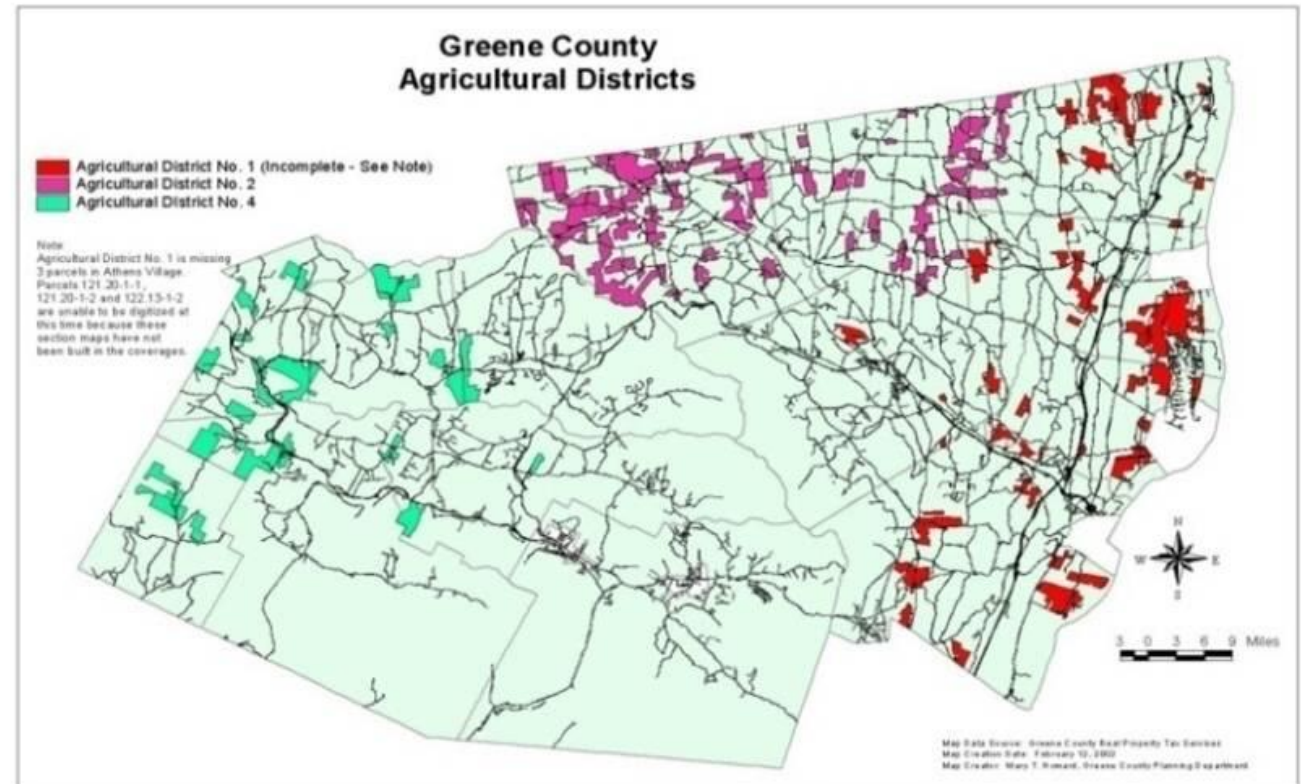 Greene County
Agricultural Districts
Agricultural District No. 1 (Incomplete - See Note)
Agricultural District No. 2
Agricultural District No. 4
Note
Agricultural District No. 1 is missing
3 parcels in Athens Village.
Parcels 121.20-1-1,
121.20-1-2 and 122.13-1-2
are unable to be digitized at
this time because these
section maps have not
been built in the coverages.
N
W E
S
3 0 3 6 9 Miles
Map Data Source: Greene County Real Property Tax Services
Map Creation Date: February 12,
Map Creator: Mary T. Greene County Planning Department